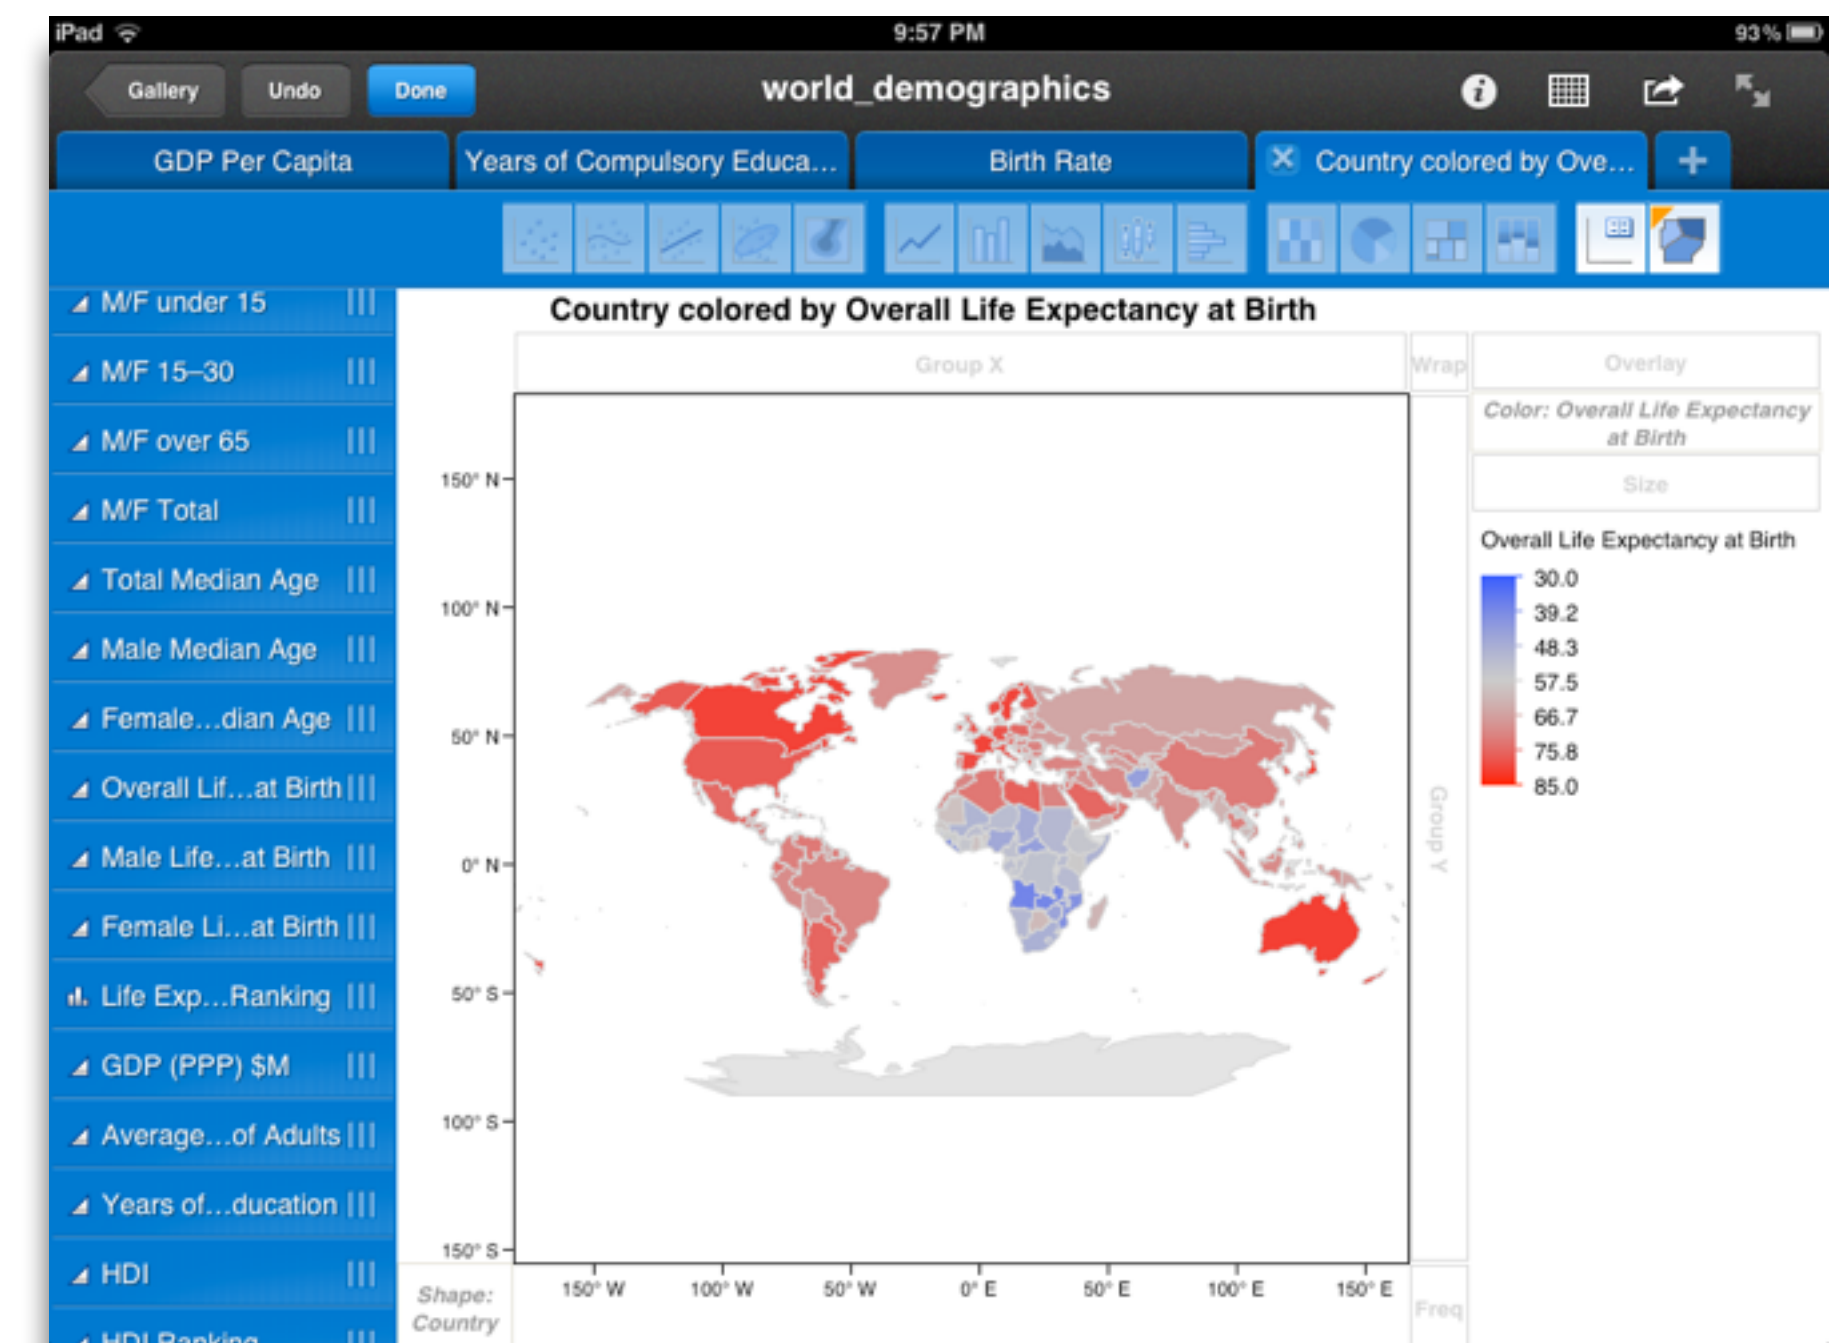 iPad 9:57 PM 93%
Gallery Undo Done world_demographics
GDP Per Capita Years of Compulsory Educa... Birth Rate Country colored by Ove...
M/F under 15
M/F 15–30
M/F over 65
M/F Total
Total Median Age
Male Median Age
Female...dian Age
Overall Lif...at Birth
Male Life...at Birth
Female Li...at Birth
Life Exp...Ranking
GDP (PPP) $M
Average...of Adults
Years of...ducation
HDI
HDI Ranking
Country colored by Overall Life Expectancy at Birth
Group X
Wrap
Overlay
Color: Overall Life Expectancy
at Birth
Size
Overall Life Expectancy at Birth
30.0
39.2
48.3
57.5
66.7
75.8
85.0
Group Y
150° N
100° N
50° N
0° N
50° S
100° S
150° S
150° W 100° W 50° W 0° E 50° E 100° E 150° E
Shape:
Country
Freq